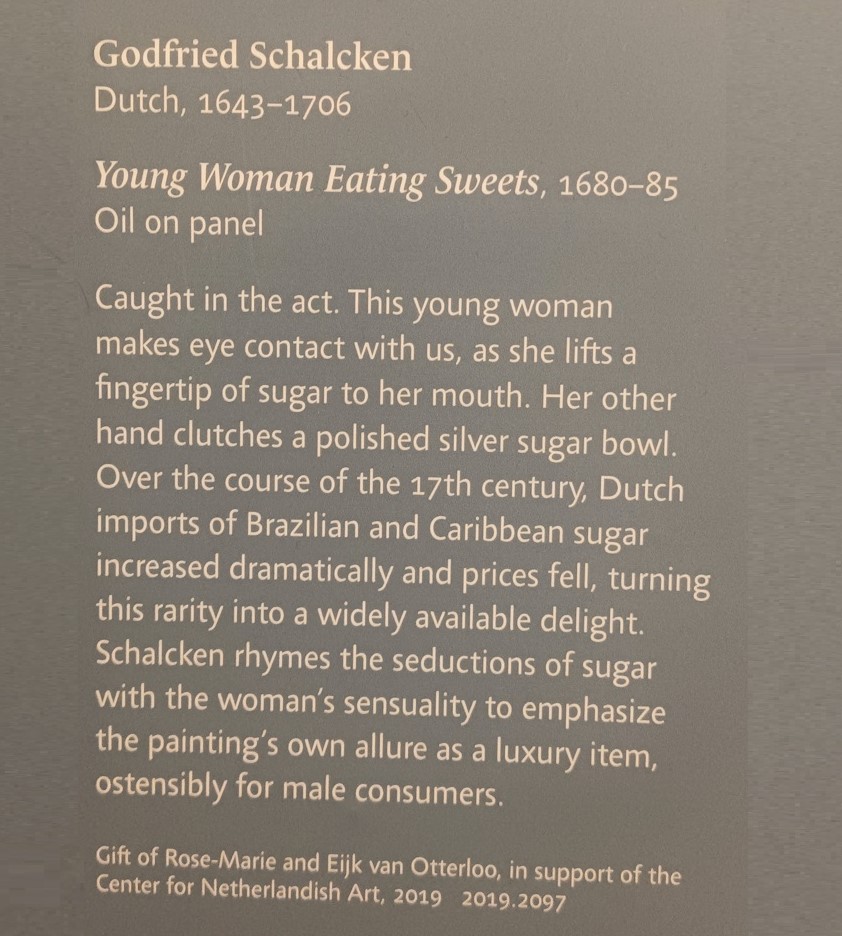 Godfried Schalcken
Dutch, 1643–1706
Young Woman Eating Sweets, 1680–85
Oil on panel
Caught in the act. This young woman
makes eye contact with us, as she lifts a
fingertip of sugar to her mouth. Her other
hand clutches a polished silver sugar bowl.
Over the course of the 17th century, Dutch
imports of Brazilian and Caribbean sugar
increased dramatically and prices fell, turning
this rarity into a widely available delight.
Schalcken rhymes the seductions of sugar
with the woman’s sensuality to emphasize
the painting’s own allure as a luxury item,
ostensibly for male consumers.
Gift of Rose-Marie and Eijk van Otterloo, in support of the
Center for Netherlandish Art, 2019 2019.2097